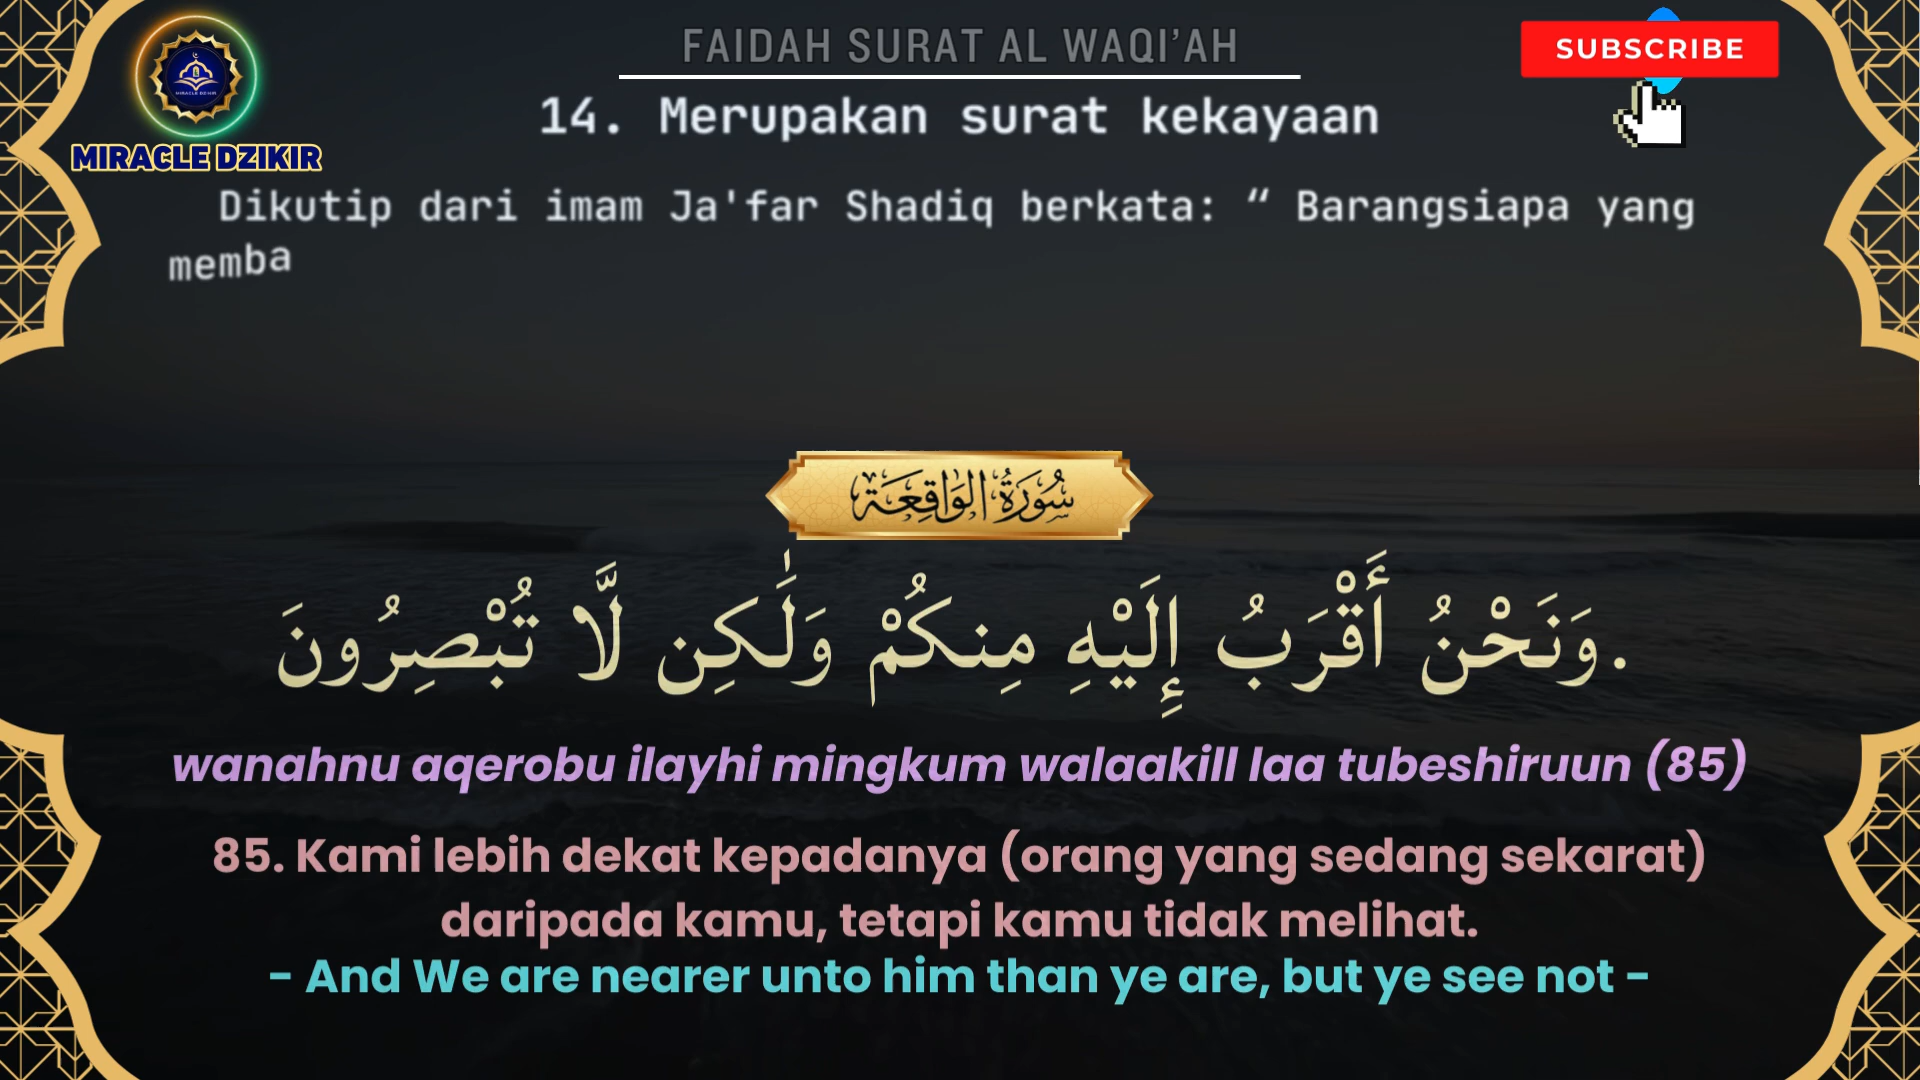 FAIDAH SURAT AL WAQI’AH
SUBSCRIBE
14. Merupakan surat kekayaan
MIRACLE DZIKIR
Dikutip dari imam Ja'far Shadiq berkata: “ Barangsiapa yang
memba
سُورَةُ الوَاقِعَة
.وَنَحْنُ أَقْرَبُ إِلَيْهِ مِنكُمْ وَلَٰكِن لَّا تُبْصِرُونَ
wanahnu aqerobu ilayhi mingkum walaakill laa tubeshiruun (85)
85. Kami lebih dekat kepadanya (orang yang sedang sekarat)
daripada kamu, tetapi kamu tidak melihat.
- And We are nearer unto him than ye are, but ye see not -